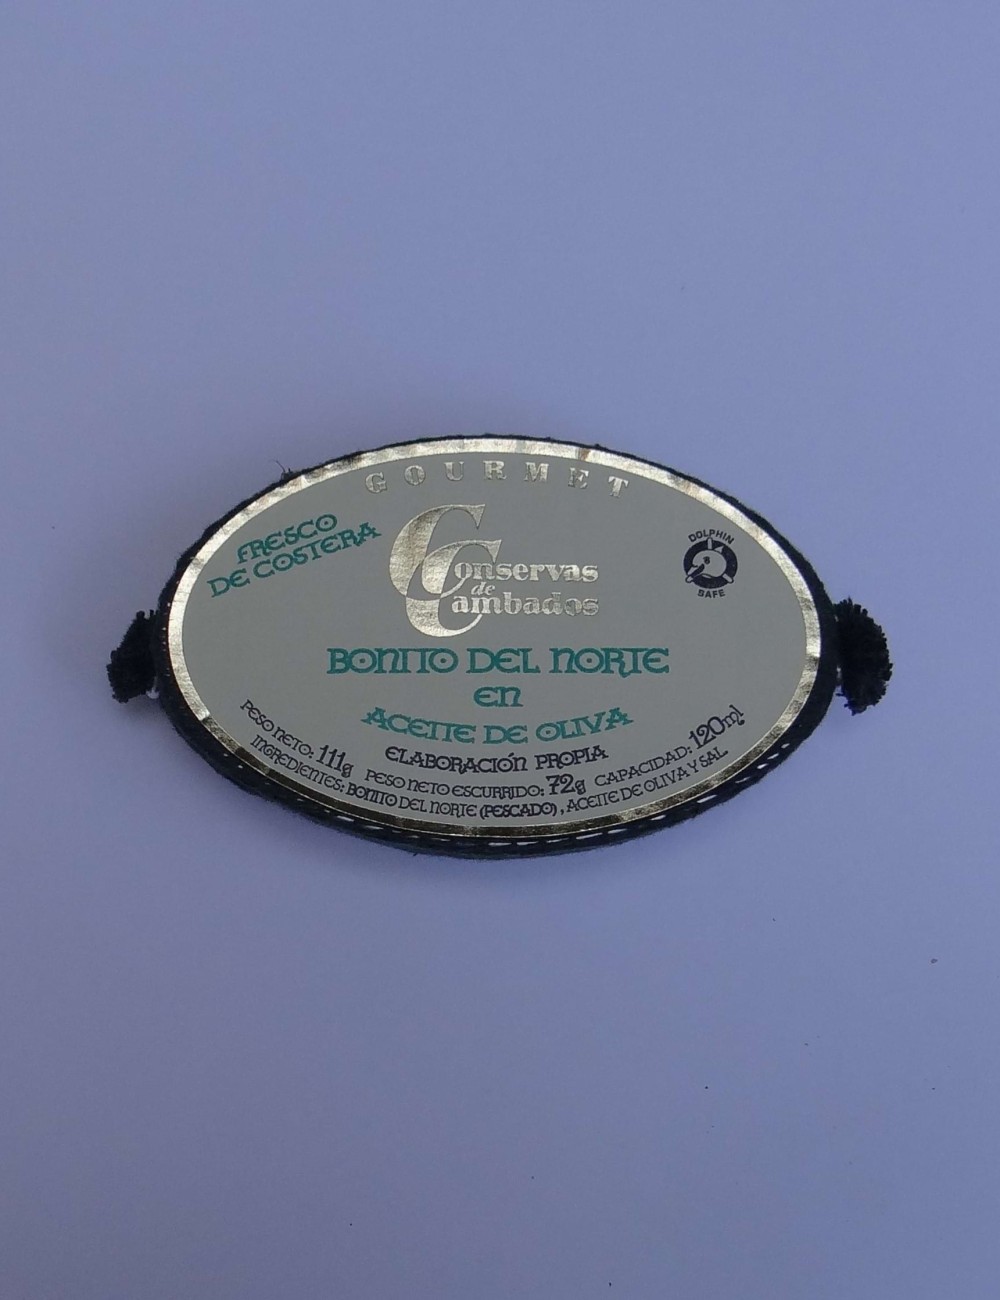 GOURMET
FRESCO
DE COSTERA
Conservas
de
Cambados
DOLPHIN
SAFE
BONITO DEL NORTE
EN
ACEITE DE OLIVA
ELABORACIÓN PROPIA
PESO NETO: 111g PESO NETO ESCURRIDO: 72g CAPACIDAD: 120ml
INGREDIENTES: BONITO DEL NORTE (PESCADO), ACEITE DE OLIVA Y SAL